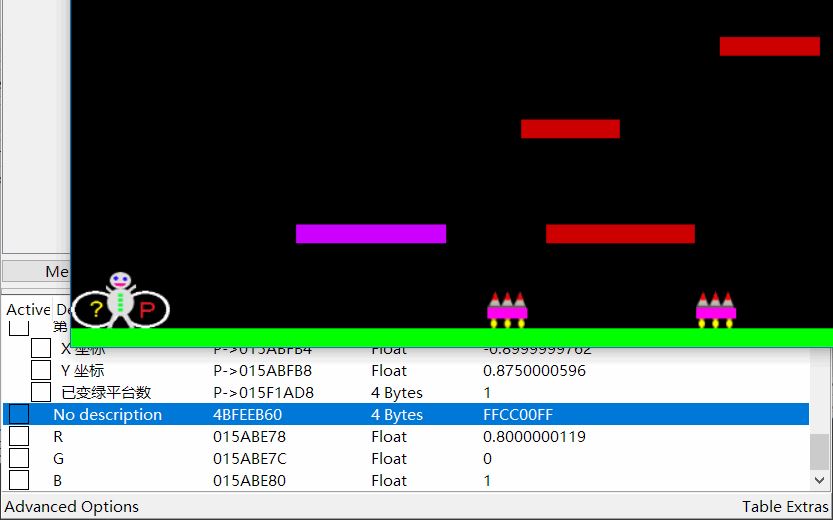 ? P
Me
Active De
第
X 坐标 P->015ABFB4 Float -0.8999999762
Y 坐标 P->015ABFB8 Float 0.8750000596
已变绿平台数 P->015F1AD8 4 Bytes 1
No description 4BFEEB60 4 Bytes FFCC00FF
R 015ABE78 Float 0.8000000119
G 015ABE7C Float 0
B 015ABE80 Float 1
Advanced Options Table Extras